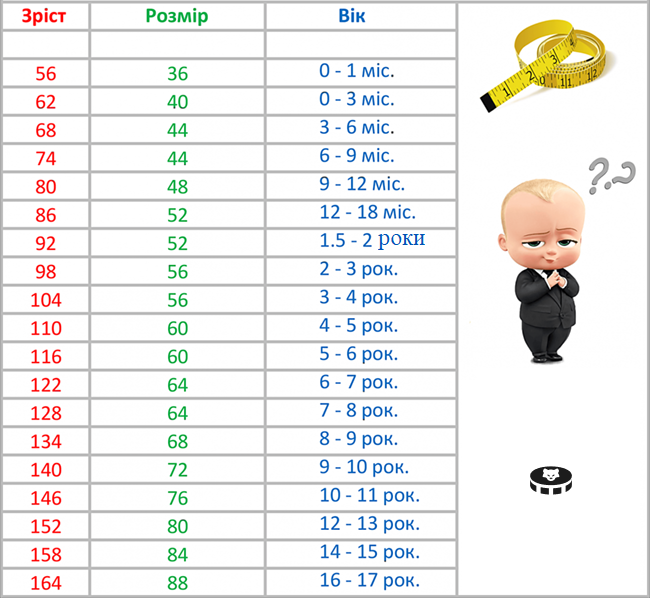 Зріст Розмір Вік
56 36 0 - 1 міс.
62 40 0 - 3 міс.
68 44 3 - 6 міс.
74 44 6 - 9 міс.
80 48 9 - 12 міс.
86 52 12 - 18 міс.
92 52 1.5 - 2 роки
98 56 2 - 3 рок.
104 56 3 - 4 рок.
110 60 4 - 5 рок.
116 60 5 - 6 рок.
122 64 6 - 7 рок.
128 64 7 - 8 рок.
134 68 8 - 9 рок.
140 72 9 - 10 рок.
146 76 10 - 11 рок.
152 80 12 - 13 рок.
158 84 14 - 15 рок.
164 88 16 - 17 рок.
??